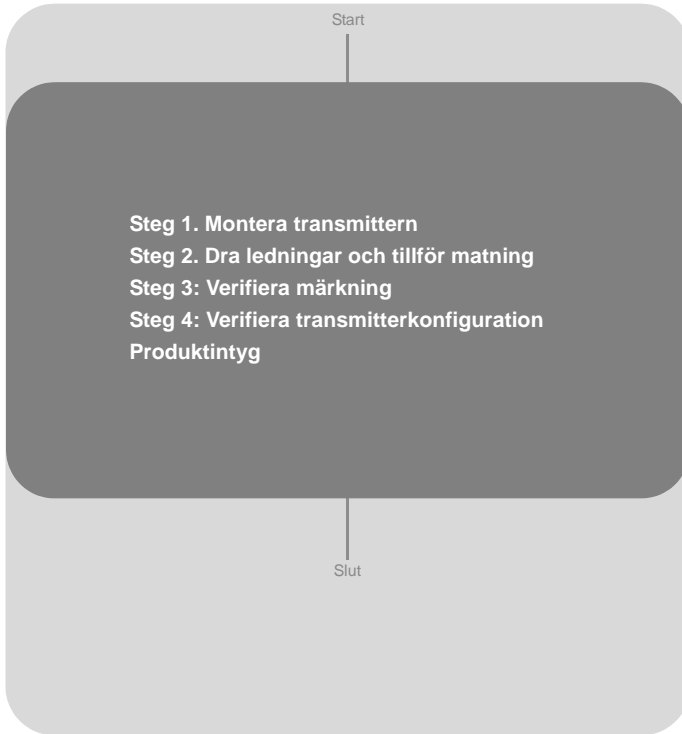 Start
Steg 1. Montera transmittern
Steg 2. Dra ledningar och tillför matning
Steg 3: Verifiera märkning
Steg 4: Verifiera transmitterkonfiguration
Produktintyg
Slut